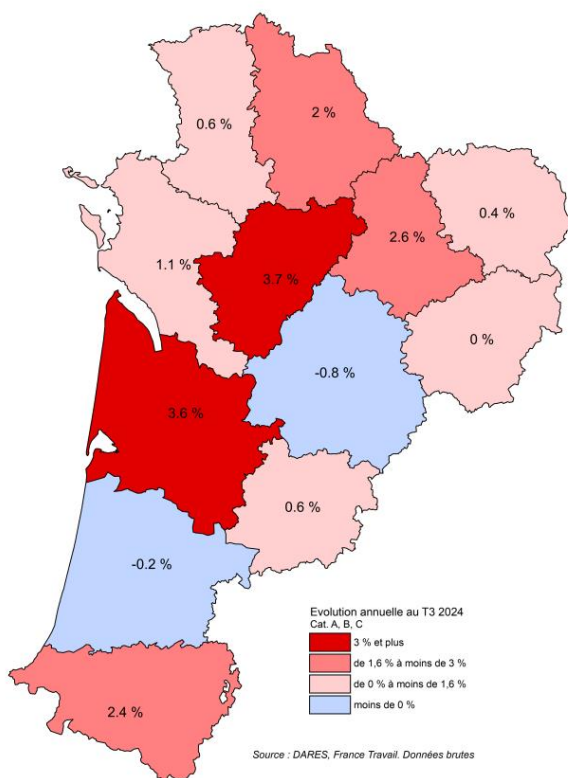 0.6 %
2 %
0.4 %
2.6 %
1.1 %
3.7 %
0 %
-0.8 %
3.6 %
0.6 %
-0.2 %
2.4 %
Evolution annuelle au T3 2024
Cat. A, B, C
3 % et plus
de 1,6 % à moins de 3 %
de 0 % à moins de 1,6 %
moins de 0 %
Source : DARES, France Travail. Données brutes